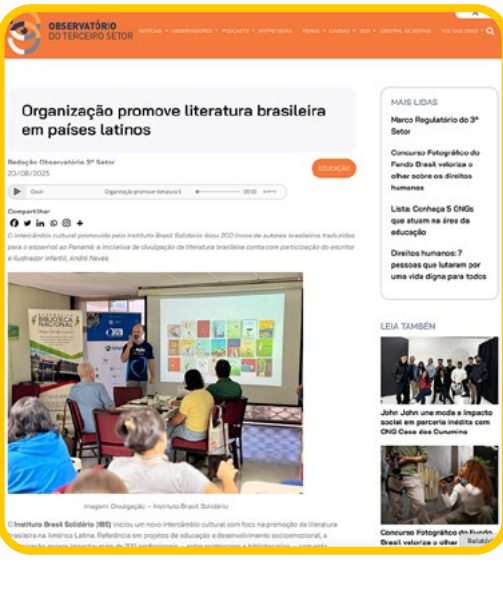 OBSERVATÓRIO
DO TERCEIRO SETOR
NOTÍCIAS OBSERVADORES PODCASTS ENTREVISTAS TEMAS CAUSAS ODS CENTRAL DE EDITAIS VOZ DAS ONGS
Organização promove literatura brasileira
em países latinos
Redação Observatório 3º Setor
20/08/2025
EDUCAÇÃO
Ouvir
Compartilhar
O intercâmbio cultural promovido pelo Instituto Brasil Solidário doou 200 livros de autores brasileiros traduzidos
para o espanhol ao Panamá; a iniciativa de divulgação da literatura brasileira conta com participação do escritor
e ilustrador infantil, André Neves
BIBLIOTECA
NACIONAL
Imagem: Divulgação – Instituto Brasil Solidário
O Instituto Brasil Solidário (IBS) iniciou um novo intercâmbio cultural com foco na promoção da literatura
brasileira na América Latina. Referência em projetos de educação e desenvolvimento socioemocional, a
MAIS LIDAS
Marco Regulatório do 3º
Setor
Concurso Fotográfico do
Fundo Brasil valoriza o
olhar sobre os direitos
humanos
Lista: Conheça 5 ONGs
que atuam na área da
educação
Direitos humanos: 7
pessoas que lutaram por
uma vida digna para todos
LEIA TAMBÉM
John John une moda e impacto
social em parceria inédita com
ONG Casa dos Curumins
Concurso Fotográfico do Fundo
Brasil valoriza o olhar